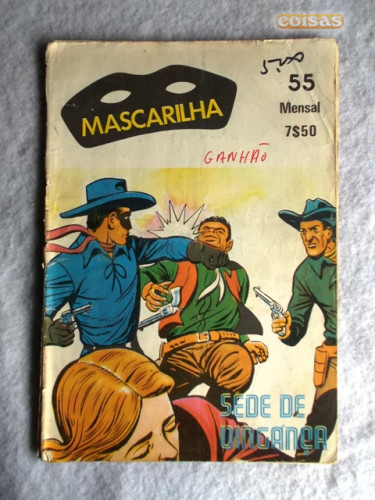 coisas
5,00
55
Mensal
7$50
MASCARILHA
GANHÃO
SEDE DE
VINGANÇA